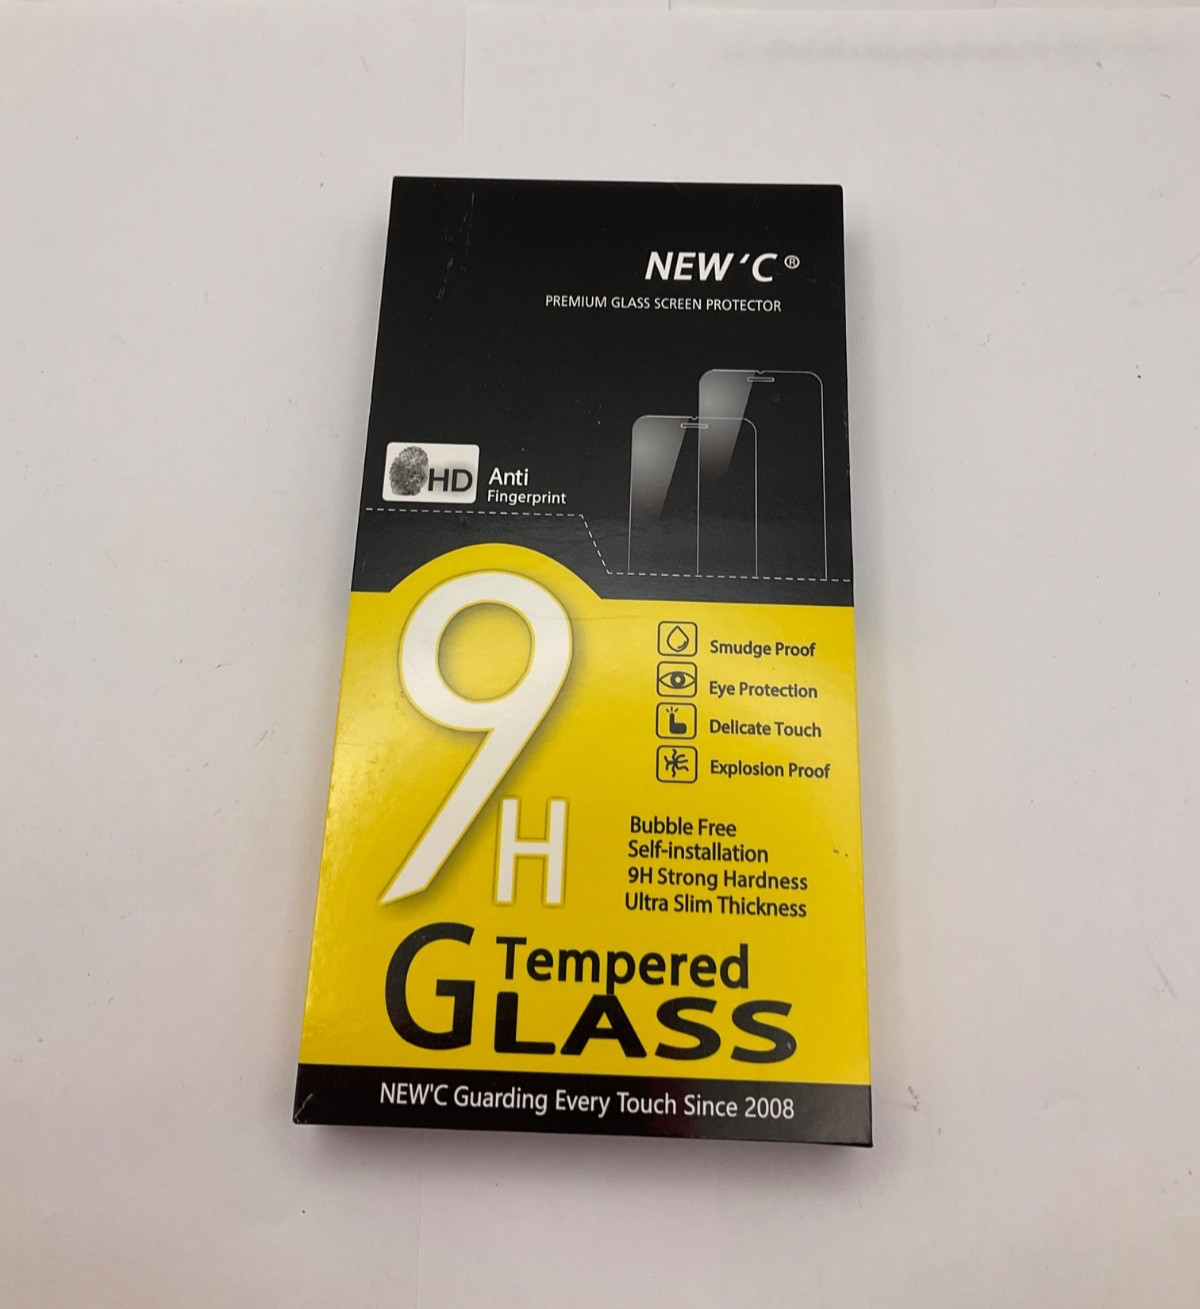 NEW'C®
PREMIUM GLASS SCREEN PROTECTOR
HD
Anti
Fingerprint
9H
Smudge Proof
Eye Protection
Delicate Touch
Explosion Proof
Bubble Free
Self-installation
9H Strong Hardness
Ultra Slim Thickness
Tempered
GLASS
NEW'C Guarding Every Touch Since 2008